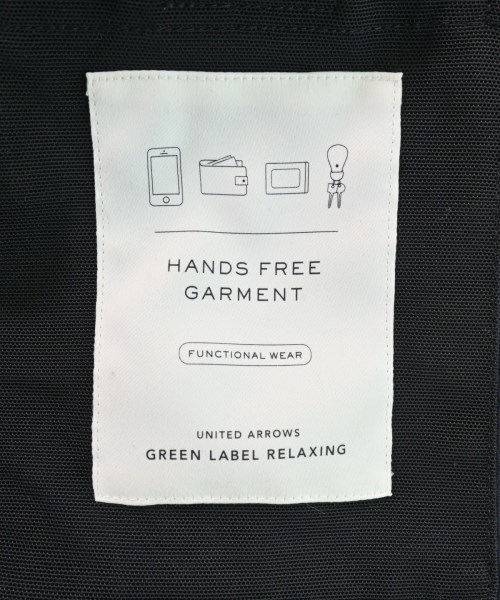 HANDS FREE
GARMENT
FUNCTIONAL WEAR
UNITED ARROWS
GREEN LABEL RELAXING